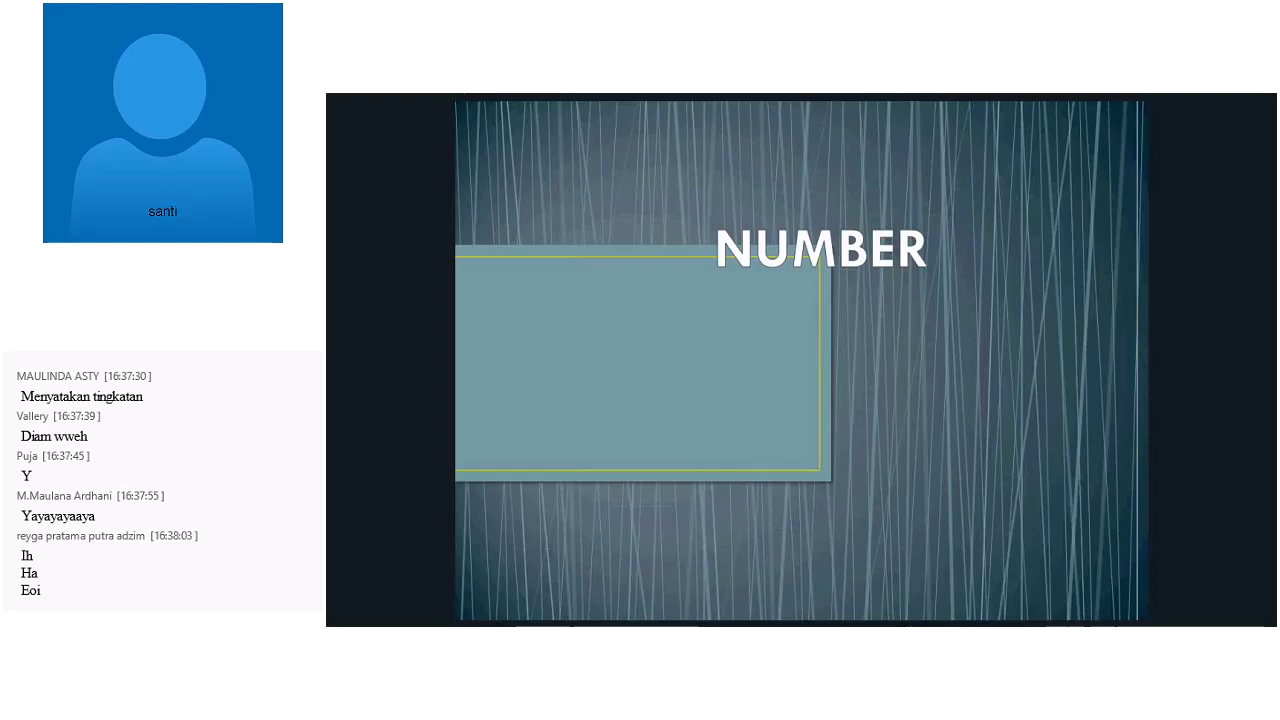 santi
NUMBER
MAULINDA ASTY [16:37:30 ]
Menyatakan tingkatan
Vallery [16:37:39 ]
Diam wweh
Puja [16:37:45 ]
Y
M.Maulana Ardhani [16:37:55 ]
Yayayayaaya
reyga pratama putra adzim [16:38:03 ]
Ih
Ha
Eoi